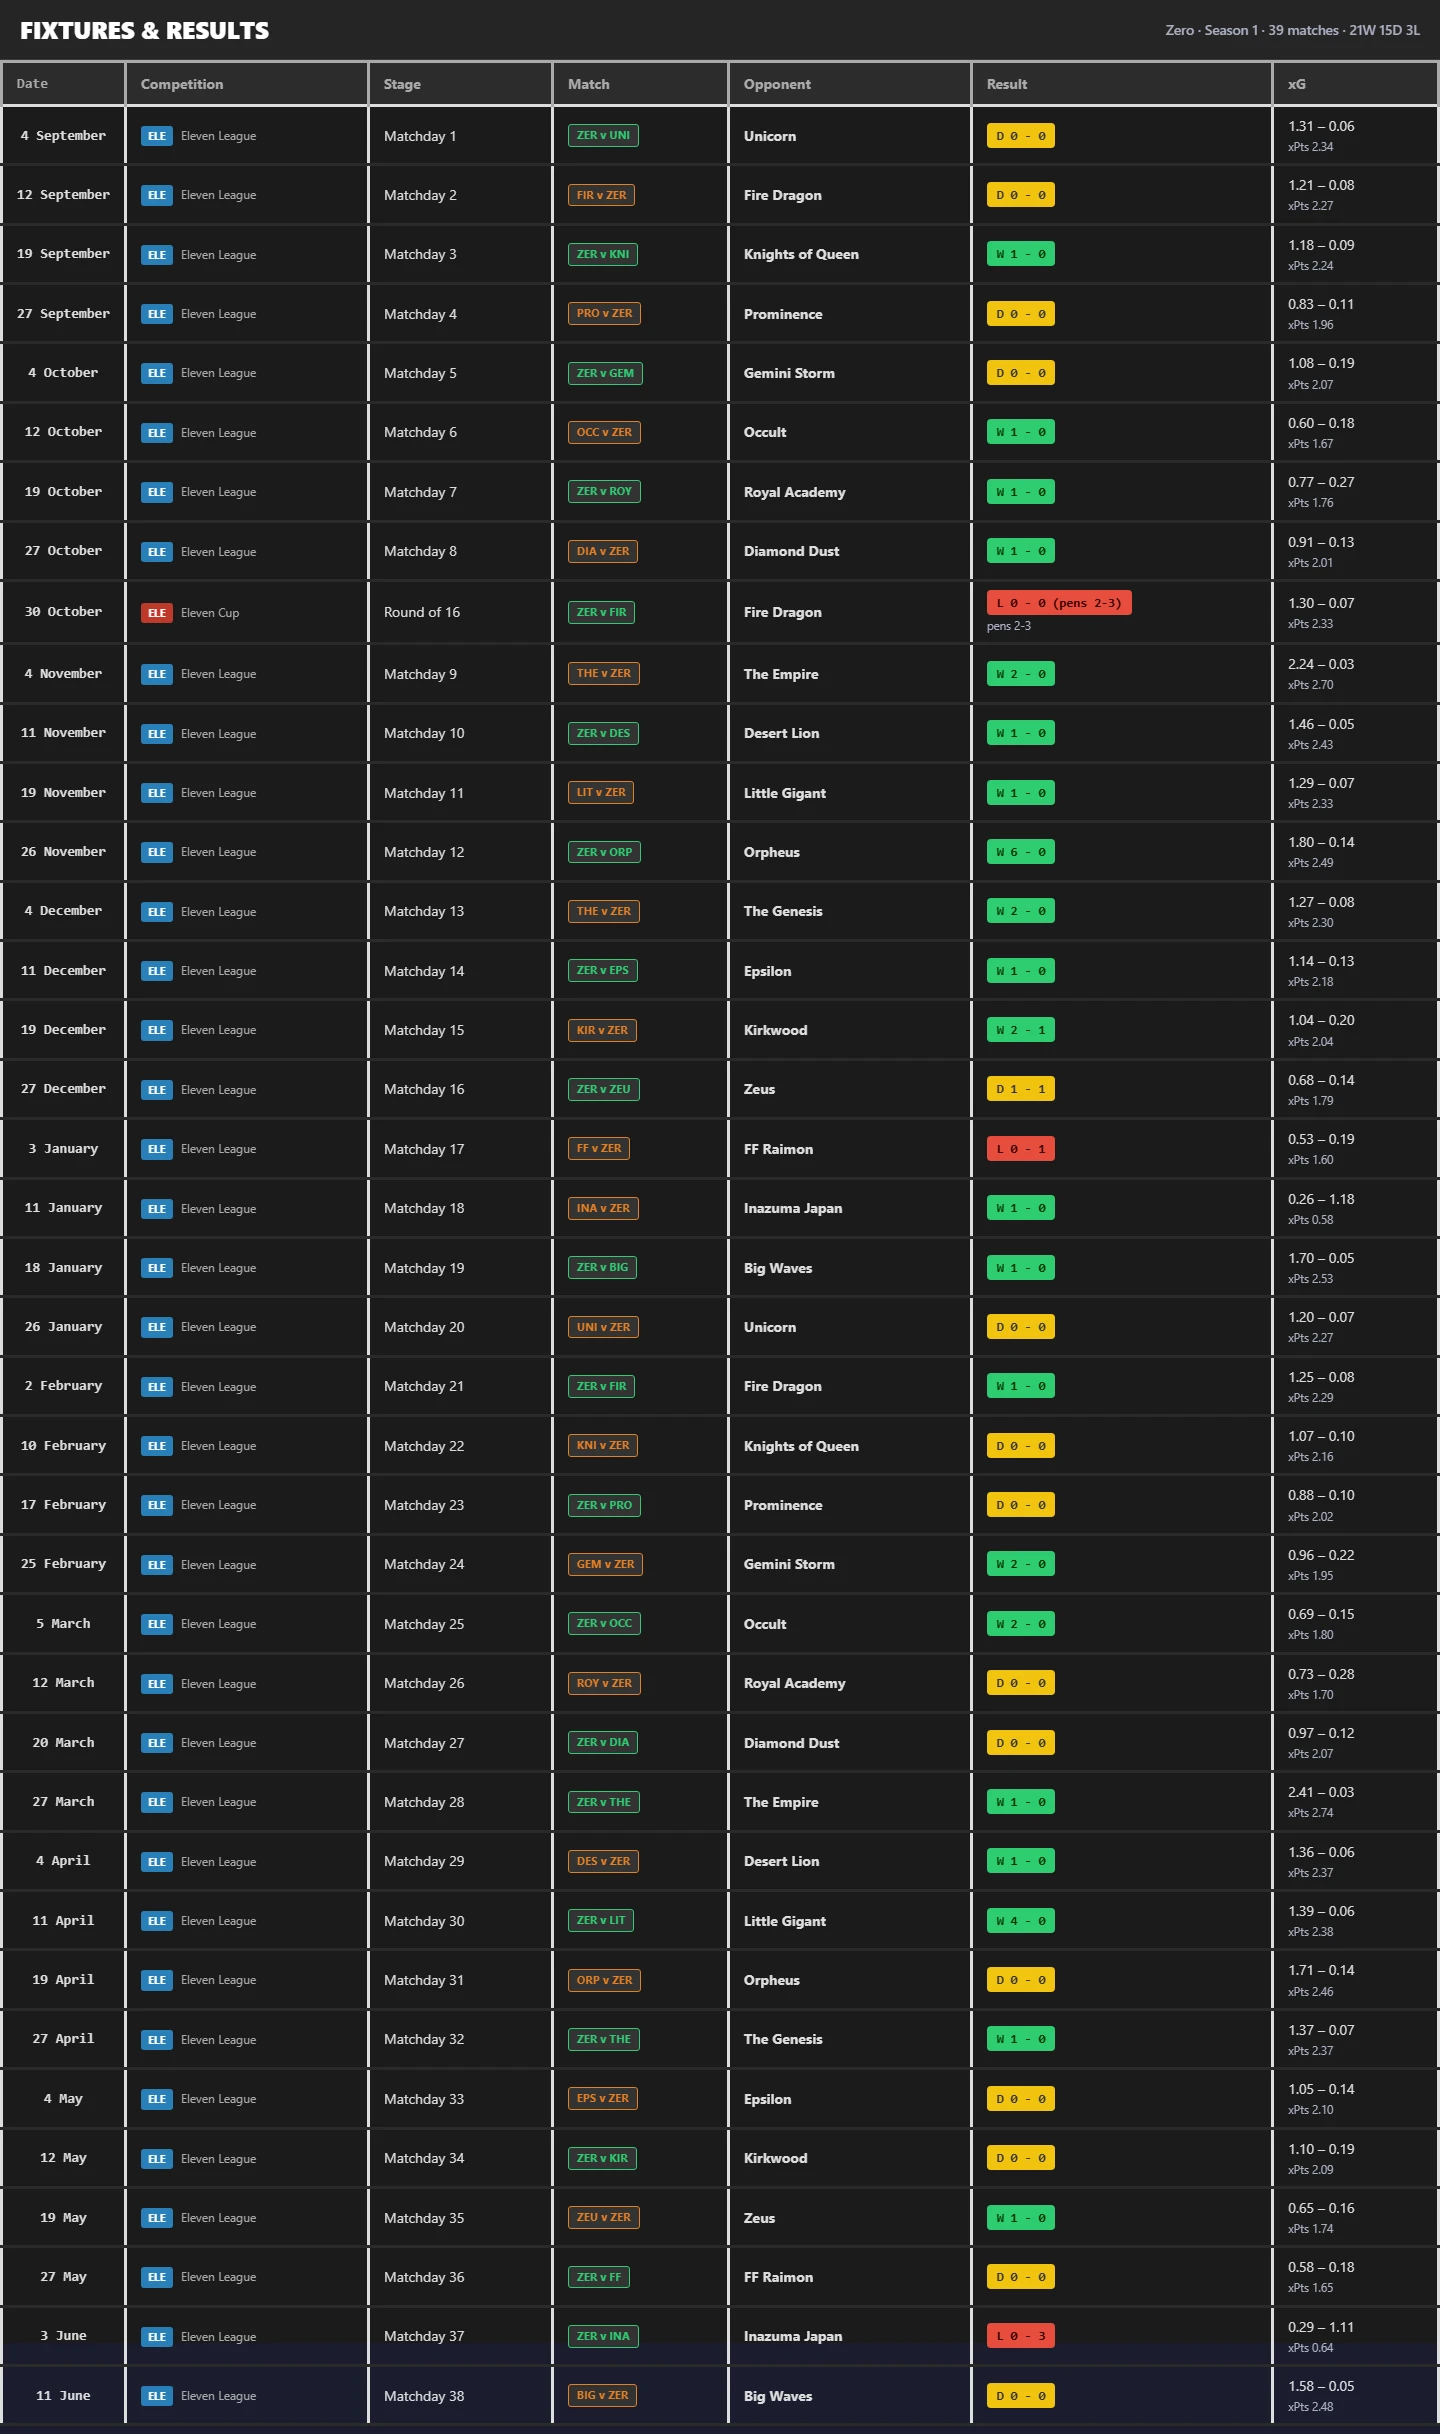 FIXTURES & RESULTS
Zero · Season 1 · 39 matches · 21W 15D 3L
Date Competition Stage Match Opponent Result xG
4 September ELE Eleven League Matchday 1 ZER v UNI Unicorn D 0 - 0 1.31 – 0.06
xPts 2.34
12 September ELE Eleven League Matchday 2 FIR v ZER Fire Dragon D 0 - 0 1.21 – 0.08
xPts 2.27
19 September ELE Eleven League Matchday 3 ZER v KNI Knights of Queen W 1 - 0 1.18 – 0.09
xPts 2.24
27 September ELE Eleven League Matchday 4 PRO v ZER Prominence D 0 - 0 0.83 – 0.11
xPts 1.96
4 October ELE Eleven League Matchday 5 ZER v GEM Gemini Storm D 0 - 0 1.08 – 0.19
xPts 2.07
12 October ELE Eleven League Matchday 6 OCC v ZER Occult W 1 - 0 0.60 – 0.18
xPts 1.67
19 October ELE Eleven League Matchday 7 ZER v ROY Royal Academy W 1 - 0 0.77 – 0.27
xPts 1.76
27 October ELE Eleven League Matchday 8 DIA v ZER Diamond Dust W 1 - 0 0.91 – 0.13
xPts 2.01
30 October ELE Eleven Cup Round of 16 ZER v FIR Fire Dragon L 0 - 0 (pens 2-3) 1.30 – 0.07
pens 2-3 xPts 2.33
4 November ELE Eleven League Matchday 9 THE v ZER The Empire W 2 - 0 2.24 – 0.03
xPts 2.70
11 November ELE Eleven League Matchday 10 ZER v DES Desert Lion W 1 - 0 1.46 – 0.05
xPts 2.43
19 November ELE Eleven League Matchday 11 LIT v ZER Little Gigant W 1 - 0 1.29 – 0.07
xPts 2.33
26 November ELE Eleven League Matchday 12 ZER v ORP Orpheus W 6 - 0 1.80 – 0.14
xPts 2.49
4 December ELE Eleven League Matchday 13 THE v ZER The Genesis W 2 - 0 1.27 – 0.08
xPts 2.30
11 December ELE Eleven League Matchday 14 ZER v EPS Epsilon W 1 - 0 1.14 – 0.13
xPts 2.18
19 December ELE Eleven League Matchday 15 KIR v ZER Kirkwood W 2 - 1 1.04 – 0.20
xPts 2.04
27 December ELE Eleven League Matchday 16 ZER v ZEU Zeus D 1 - 1 0.68 – 0.14
xPts 1.79
3 January ELE Eleven League Matchday 17 FF v ZER FF Raimon L 0 - 1 0.53 – 0.19
xPts 1.60
11 January ELE Eleven League Matchday 18 INA v ZER Inazuma Japan W 1 - 0 0.26 – 1.18
xPts 0.58
18 January ELE Eleven League Matchday 19 ZER v BIG Big Waves W 1 - 0 1.70 – 0.05
xPts 2.53
26 January ELE Eleven League Matchday 20 UNI v ZER Unicorn D 0 - 0 1.20 – 0.07
xPts 2.27
2 February ELE Eleven League Matchday 21 ZER v FIR Fire Dragon W 1 - 0 1.25 – 0.08
xPts 2.29
10 February ELE Eleven League Matchday 22 KNI v ZER Knights of Queen D 0 - 0 1.07 – 0.10
xPts 2.16
17 February ELE Eleven League Matchday 23 ZER v PRO Prominence D 0 - 0 0.88 – 0.10
xPts 2.02
25 February ELE Eleven League Matchday 24 GEM v ZER Gemini Storm W 2 - 0 0.96 – 0.22
xPts 1.95
5 March ELE Eleven League Matchday 25 ZER v OCC Occult W 2 - 0 0.69 – 0.15
xPts 1.80
12 March ELE Eleven League Matchday 26 ROY v ZER Royal Academy D 0 - 0 0.73 – 0.28
xPts 1.70
20 March ELE Eleven League Matchday 27 ZER v DIA Diamond Dust D 0 - 0 0.97 – 0.12
xPts 2.07
27 March ELE Eleven League Matchday 28 ZER v THE The Empire W 1 - 0 2.41 – 0.03
xPts 2.74
4 April ELE Eleven League Matchday 29 DES v ZER Desert Lion W 1 - 0 1.36 – 0.06
xPts 2.37
11 April ELE Eleven League Matchday 30 ZER v LIT Little Gigant W 4 - 0 1.39 – 0.06
xPts 2.38
19 April ELE Eleven League Matchday 31 ORP v ZER Orpheus D 0 - 0 1.71 – 0.14
xPts 2.46
27 April ELE Eleven League Matchday 32 ZER v THE The Genesis W 1 - 0 1.37 – 0.07
xPts 2.37
4 May ELE Eleven League Matchday 33 EPS v ZER Epsilon D 0 - 0 1.05 – 0.14
xPts 2.10
12 May ELE Eleven League Matchday 34 ZER v KIR Kirkwood D 0 - 0 1.10 – 0.19
xPts 2.09
19 May ELE Eleven League Matchday 35 ZEU v ZER Zeus W 1 - 0 0.65 – 0.16
xPts 1.74
27 May ELE Eleven League Matchday 36 ZER v FF FF Raimon D 0 - 0 0.58 – 0.18
xPts 1.65
3 June ELE Eleven League Matchday 37 ZER v INA Inazuma Japan L 0 - 3 0.29 – 1.11
xPts 0.64
11 June ELE Eleven League Matchday 38 BIG v ZER Big Waves D 0 - 0 1.58 – 0.05
xPts 2.48